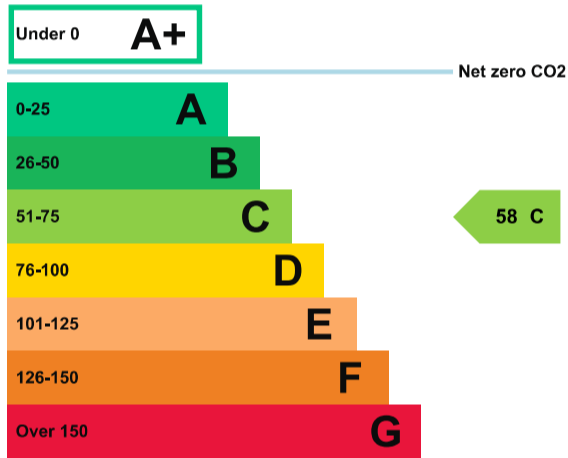 Under 0 A+
Net zero CO2
0-25 A
26-50 B
51-75 C
58 C
76-100 D
101-125 E
126-150 F
Over 150 G